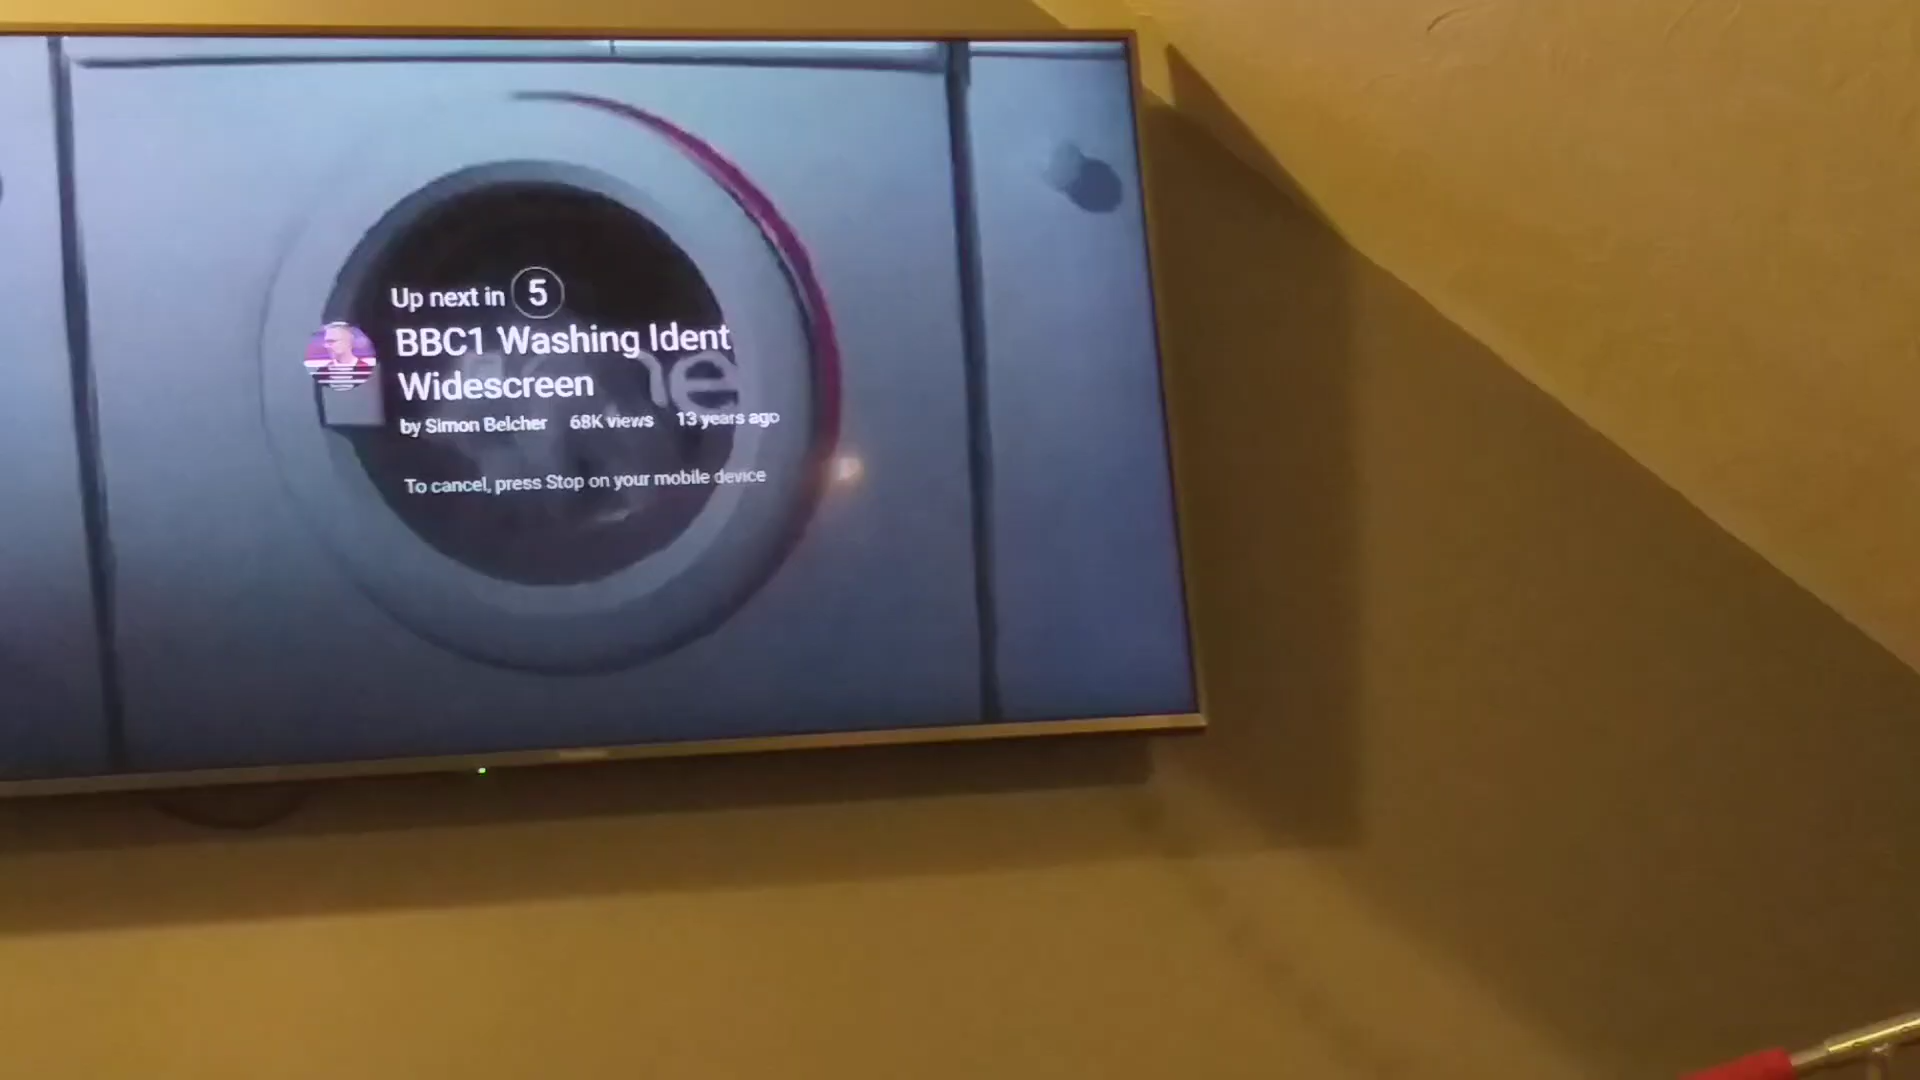 Up next in 5
BBC1 Washing Ident
Widescreen
by Simon Belcher 68K views 13 years ago
To cancel, press Stop on your mobile device